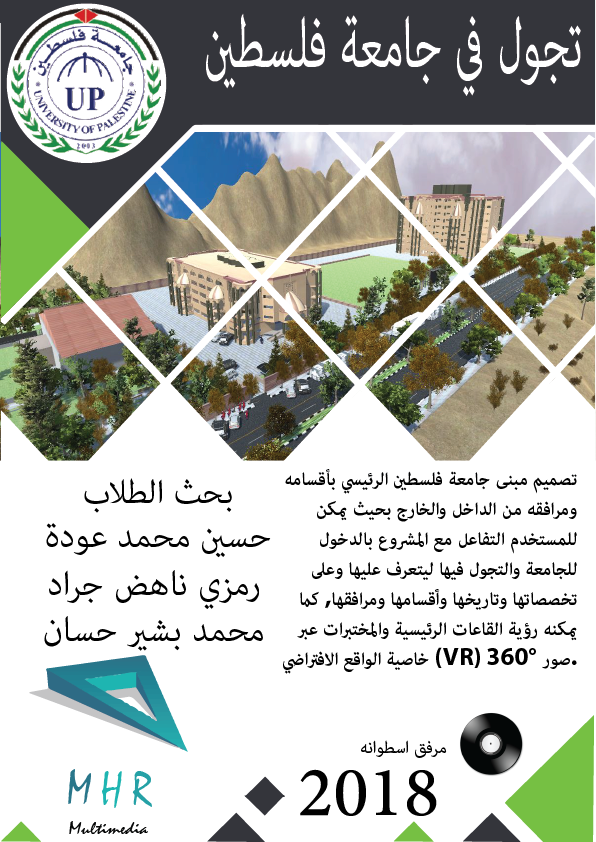 تجول في جامعة فلسطين
جامعة فلسطين
UP
UNIVERSITY OF PALESTINE
2003
تصميم مبنى جامعة فلسطين الرئيسي بأقسامه
ومرافقه من الداخل والخارج بحيث يمكن
للمستخدم التفاعل مع المشروع بالدخول
للجامعة والتجول فيها ليتعرف عليها وعلى
تخصصاتها وتاريخها وأقسامها ومرافقها, كما
يمكنه رؤية القاعات الرئيسية والمختبرات عبر
.صور °360 (VR) خاصية الواقع الافتراضي
بحث الطلاب
حسين محمد عودة
رمزي ناهض جراد
محمد بشير حسان
مرفق اسطوانه
2018
MHR
Multimedia